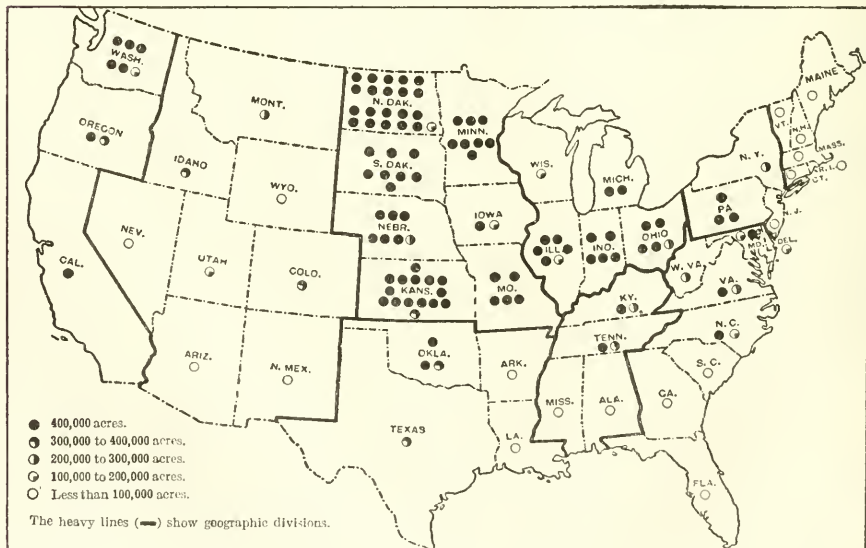 WASH.
MONT.
N. DAK.
MINN.
MAINE
VT.
N.H.
OREGON
IDAHO
S. DAK.
WIS.
MICH.
N. Y.
MASS.
R. I.
CT.
WYO.
NEBR.
IOWA
PA
N. J.
NEV.
UTAH
COLO.
ILL.
IND.
OHIO
MD.
DEL.
CAL.
KANS.
MO.
W. VA.
VA.
KY.
N. C.
TENN.
ARIZ.
N. MEX.
OKLA.
ARK.
S. C.
MISS.
ALA.
GA.
TEXAS
LA.
FLA.
400,000 acres.
300,000 to 400,000 acres.
200,000 to 300,000 acres.
100,000 to 200,000 acres.
Less than 100,000 acres.
The heavy lines (━) show geographic divisions.